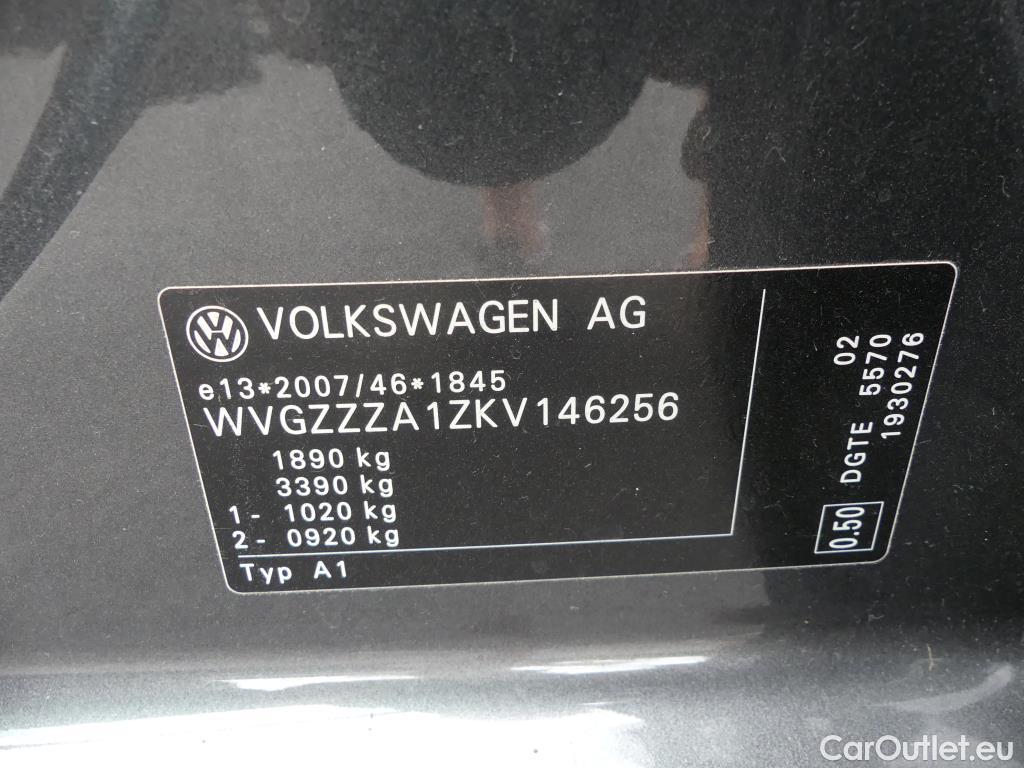 VOLKSWAGEN AG
e13*2007/46*1845
WVGZZZA1ZKV146256
1890 kg
3390 kg
1- 1020 kg
2- 0920 kg
Typ A1
02
DGTE 5570
1930276
0.50
CarOutlet.eu